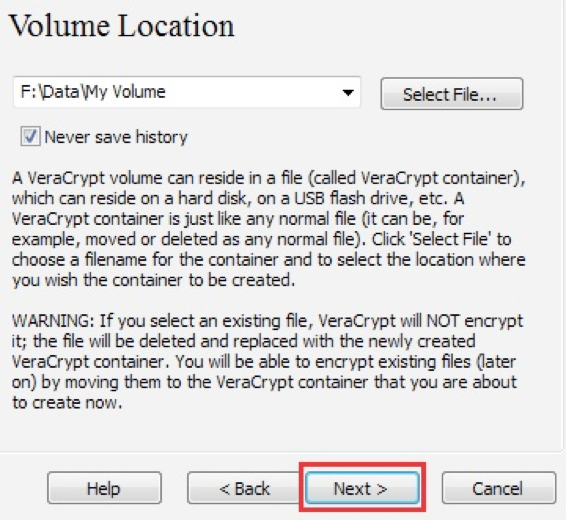 Volume Location
F:\Data\My Volume
Select File...
Never save history
A VeraCrypt volume can reside in a file (called VeraCrypt container),
which can reside on a hard disk, on a USB flash drive, etc. A
VeraCrypt container is just like any normal file (it can be, for
example, moved or deleted as any normal file). Click 'Select File' to
choose a filename for the container and to select the location where
you wish the container to be created.
WARNING: If you select an existing file, VeraCrypt will NOT encrypt
it; the file will be deleted and replaced with the newly created
VeraCrypt container. You will be able to encrypt existing files (later
on) by moving them to the VeraCrypt container that you are about
to create now.
Help
< Back
Next >
Cancel